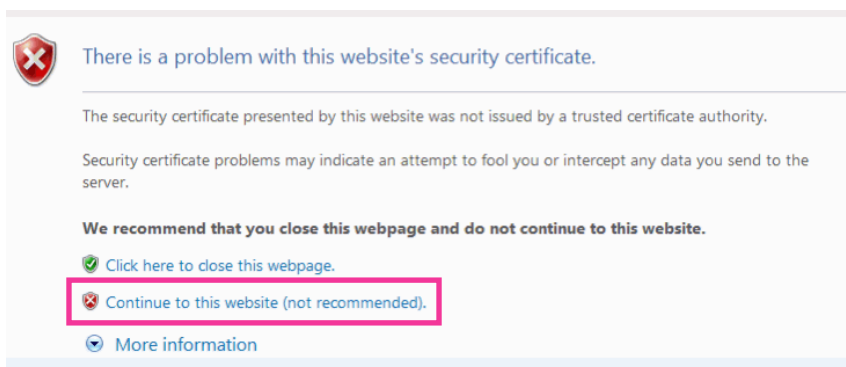 There is a problem with this website's security certificate.
The security certificate presented by this website was not issued by a trusted certificate authority.
Security certificate problems may indicate an attempt to fool you or intercept any data you send to the
server.
We recommend that you close this webpage and do not continue to this website.
Click here to close this webpage.
Continue to this website (not recommended).
More information